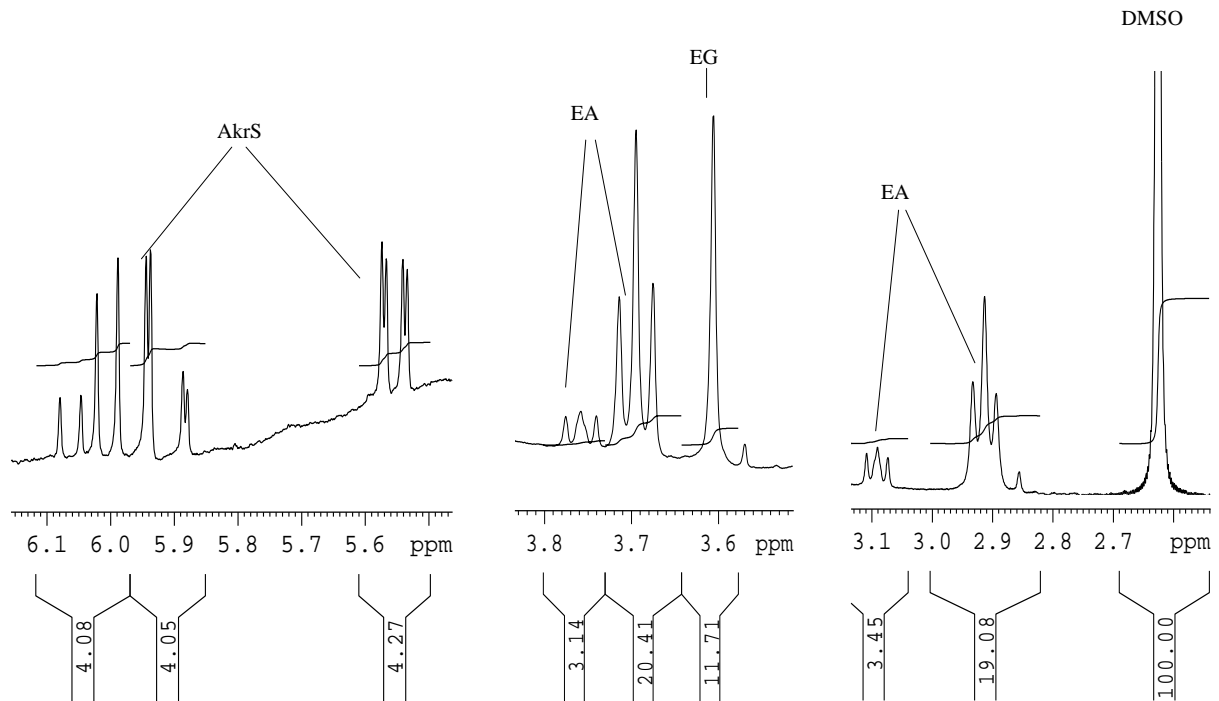 DMSO
EG
EA
AkrS
EA
6.1 6.0 5.9 5.8 5.7 5.6 ppm
3.8 3.7 3.6 ppm
3.1 3.0 2.9 2.8 2.7 ppm
4.08
4.05
4.27
3.14
20.41
11.71
3.45
19.08
100.00